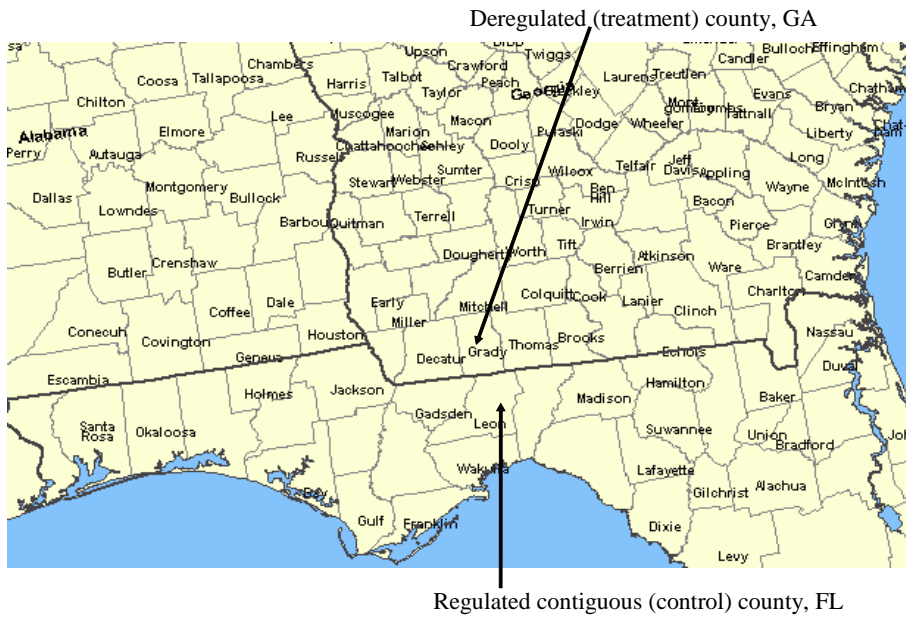 Deregulated (treatment) county, GA
Upson
Twiggs
Bulloch
Effingham
Chambers
Crawford
Candler
Coosa
Tallapoosa
Harris
Talbot
Peach
Laurens
Treutlen
Chatham
Chilton
Taylor
Georgia
Evans
Bryan
Lee
Muscogee
Macon
Pulaski
Dodge
Wheeler
Tattnall
Liberty
Alabama
Elmore
Marion
Perry
Autauga
Russell
Chattahoochee
Schley
Dooly
Telfair
Jeff
Davis
Appling
Long
Dallas
Montgomery
Stewart
Webster
Sumter
Crisp
Wilcox
Ben
Hill
Wayne
McIntosh
Lowndes
Bullock
Barbour
Quitman
Terrell
Turner
Irwin
Bacon
Pierce
Glynn
Butler
Crenshaw
Dougherty
Worth
Tift
Atkinson
Brantley
Berrien
Ware
Camden
Coffee
Dale
Early
Mitchell
Colquitt
Cook
Lanier
Charlton
Conecuh
Covington
Houston
Miller
Clinch
Geneva
Decatur
Grady
Thomas
Brooks
Echols
Nassau
Escambia
Holmes
Jackson
Hamilton
Duval
Gadsden
Leon
Madison
Baker
Santa
Rosa
Okaloosa
Suwannee
Union
Bradford
Wakulla
Lafayette
Bay
Gilchrist
Alachua
Gulf
Franklin
Dixie
Levy
Regulated contiguous (control) county, FL